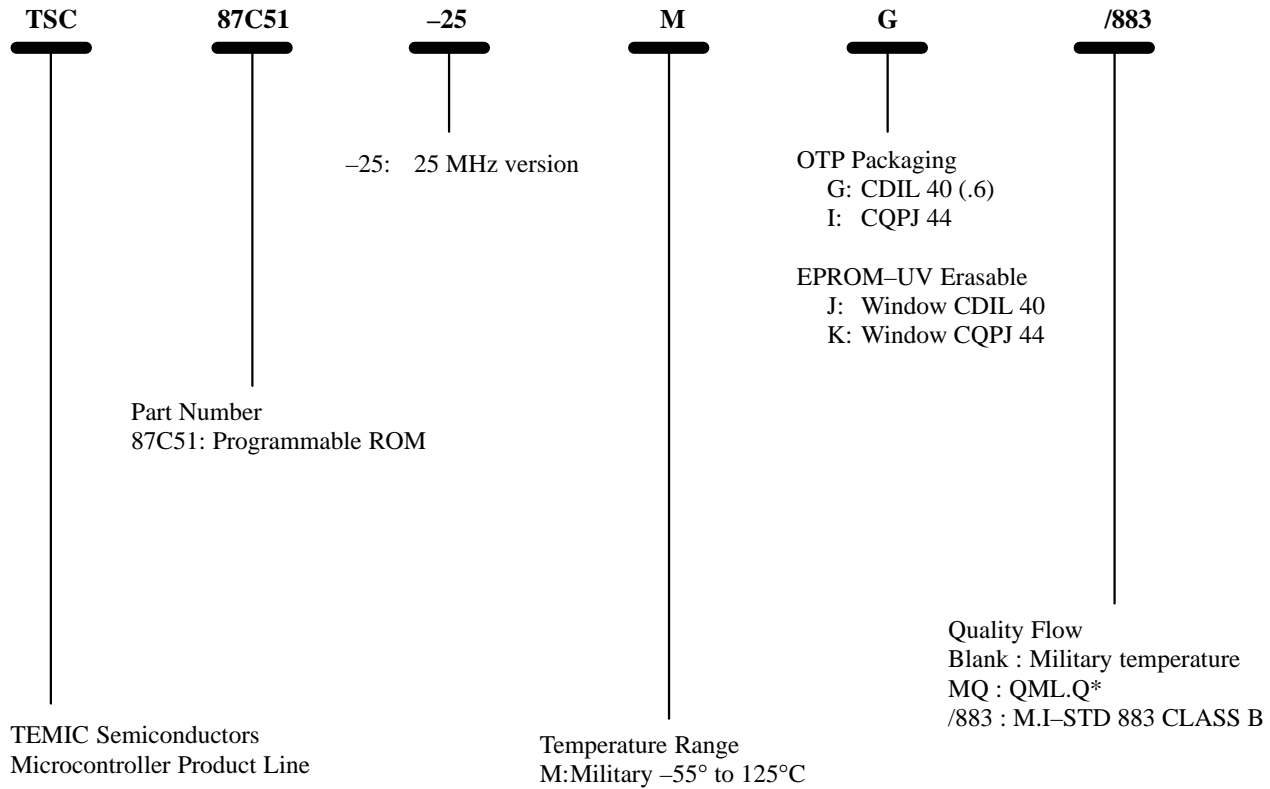 TSC 87C51 –25 M G /883
–25: 25 MHz version
OTP Packaging
G: CDIL 40 (.6)
I: CQPJ 44
EPROM–UV Erasable
J: Window CDIL 40
K: Window CQPJ 44
Part Number
87C51: Programmable ROM
Quality Flow
Blank : Military temperature
MQ : QML.Q*
/883 : M.I–STD 883 CLASS B
TEMIC Semiconductors
Microcontroller Product Line
Temperature Range
M:Military –55° to 125°C